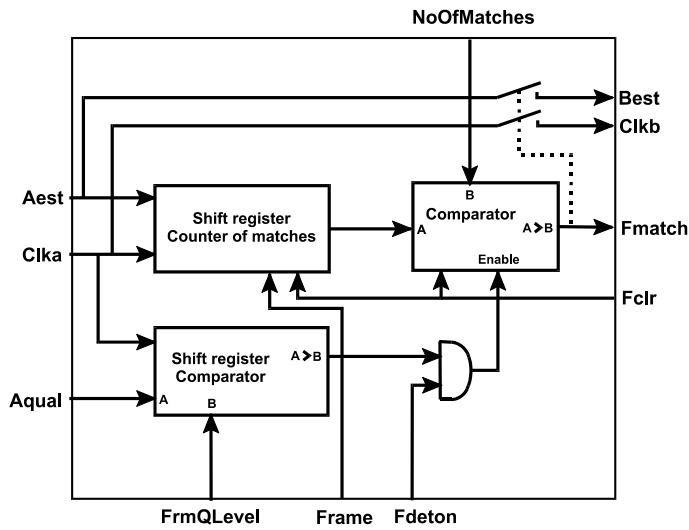 NoOfMatches
Best
Clkb
Aest
Shift register
Counter of matches
B
Comparator
A
A>B
Fmatch
Clka
Enable
Fclr
Shift register
Comparator
A>B
Aqual
A
B
FrmQLevel
Frame
Fdeton